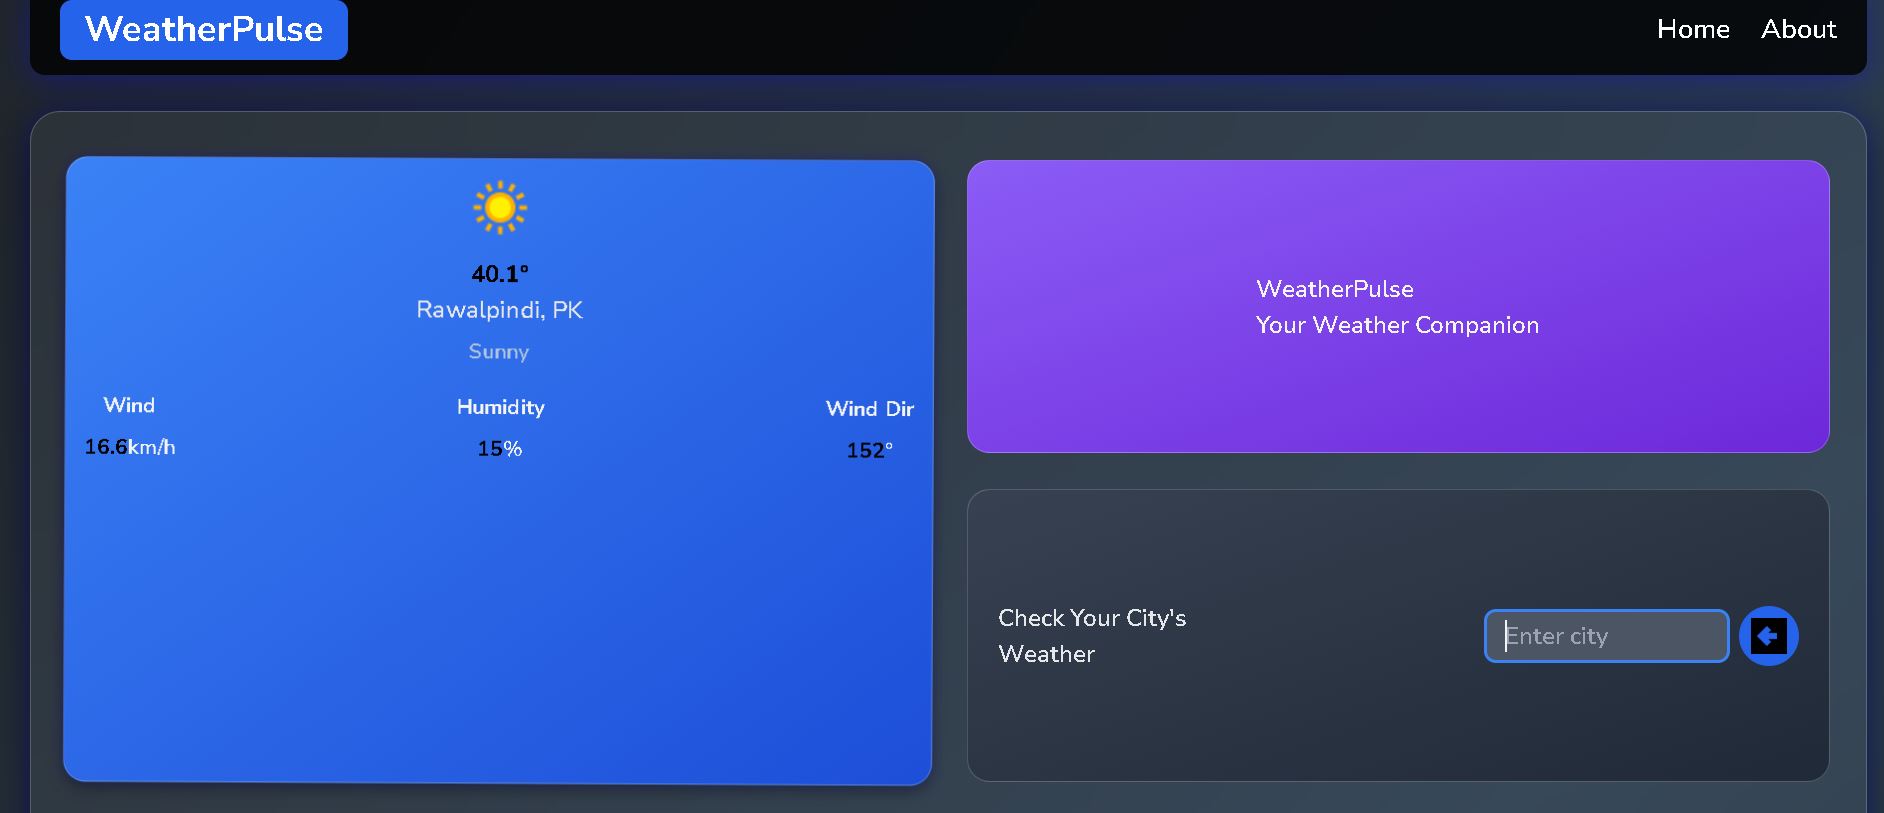 WeatherPulse
Home About
40.1°
Rawalpindi, PK
Sunny
Wind Humidity Wind Dir
16.6km/h 15% 152°
WeatherPulse
Your Weather Companion
Check Your City's
Weather
Enter city